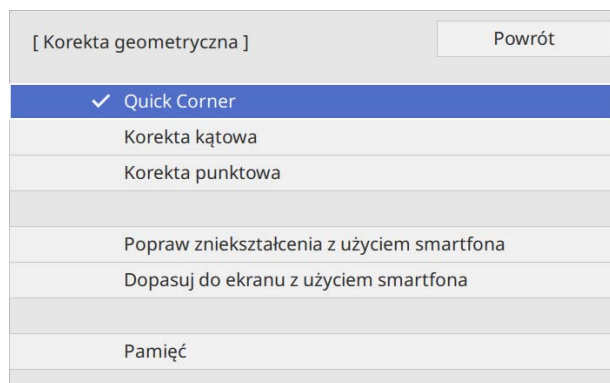 [ Korekta geometryczna ]
Powrót
Quick Corner
Korekta kątowa
Korekta punktowa
Popraw zniekształcenia z użyciem smartfona
Dopasuj do ekranu z użyciem smartfona
Pamięć